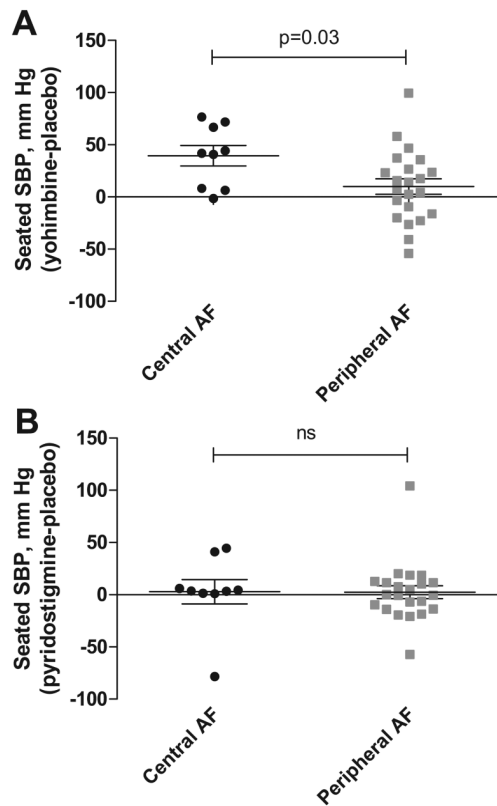 A
p=0.03
Seated SBP, mm Hg
(yohimbine-placebo)
150
100
50
0
-50
-100
Central AF
Peripheral AF
B
ns
Seated SBP, mm Hg
(pyridostigmine-placebo)
150
100
50
0
-50
-100
Central AF
Peripheral AF